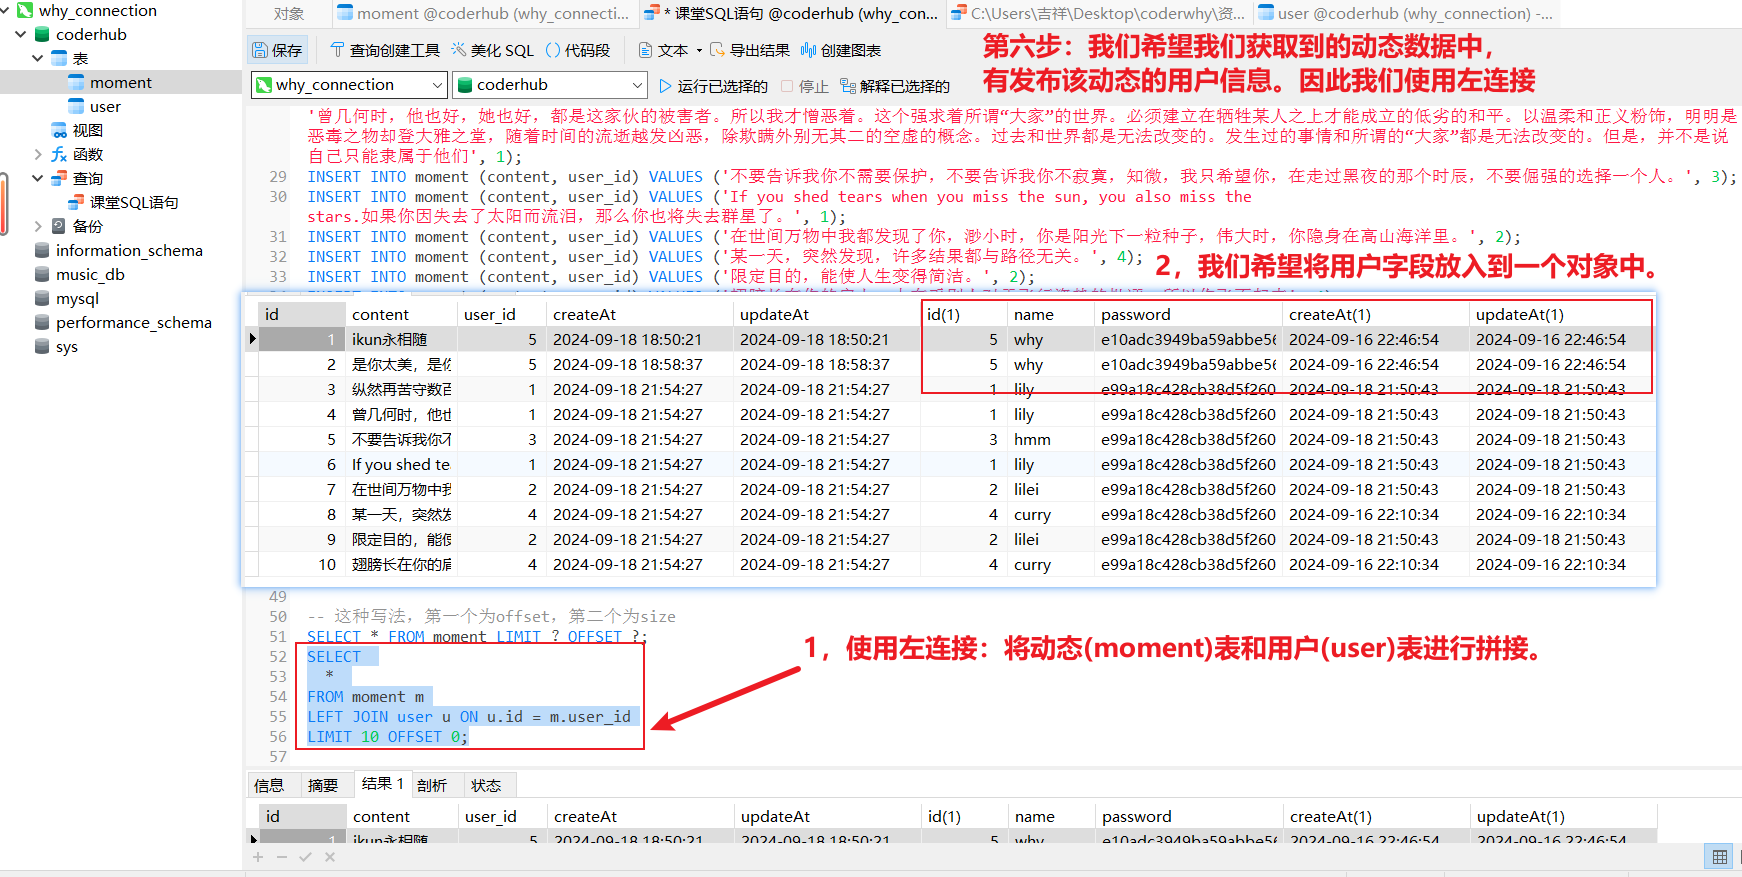 why_connection
coderhub
表
moment
user
视图
函数
查询
课堂SQL语句
备份
information_schema
music_db
mysql
performance_schema
sys
对象
moment @coderhub (why_connecti...
* 课堂SQL语句 @coderhub (why_con...
C:\Users\吉祥\Desktop\coderwhy\资...
user @coderhub (why_connection) -...
保存
查询创建工具
美化 SQL
() 代码段
文本
导出结果
创建图表
why_connection
coderhub
运行已选择的
停止
解释已选择的
第六步：我们希望我们获取到的动态数据中，
有发布该动态的用户信息。因此我们使用左连接
'曾几何时，他也好，她也好，都是这家伙的被害者。所以我才憎恶着。这个强求着所谓“大家”的世界。必须建立在牺牲某人之上才能成立的低劣的和平。以温柔和正义粉饰，明明是
恶毒之物却登大雅之堂，随着时间的流逝越发凶恶，除欺瞒外别无其二的空虚的概念。过去和世界都是无法改变的。发生过的事情和所谓的“大家”都是无法改变的。但是，并不是说
自己只能隶属于他们', 1);
29 INSERT INTO moment (content, user_id) VALUES ('不要告诉我你不需要保护，不要告诉我你不寂寞，知微，我只希望你，在走过黑夜的那个时辰，不要倔强的选择一个人。', 3);
30 INSERT INTO moment (content, user_id) VALUES ('If you shed tears when you miss the sun, you also miss the
stars.如果你因失去了太阳而流泪，那么你也将失去群星了。', 1);
31 INSERT INTO moment (content, user_id) VALUES ('在世间万物中我都发现了你，渺小时，你是阳光下一粒种子，伟大时，你隐身在高山海洋里。', 2);
32 INSERT INTO moment (content, user_id) VALUES ('某一天，突然发现，许多结果都与路径无关。', 4);
33 INSERT INTO moment (content, user_id) VALUES ('限定目的，能使人生变得简洁。', 2);
2，我们希望将用户字段放入到一个对象中。
id content user_id createAt updateAt id(1) name password createAt(1) updateAt(1)
1 ikun永相随 5 2024-09-18 18:50:21 2024-09-18 18:50:21 5 why e10adc3949ba59abbe56 2024-09-16 22:46:54 2024-09-16 22:46:54
2 是你太美，是你 5 2024-09-18 18:58:37 2024-09-18 18:58:37 5 why e10adc3949ba59abbe56 2024-09-16 22:46:54 2024-09-16 22:46:54
3 纵然再苦守数百 1 2024-09-18 21:54:27 2024-09-18 21:54:27 1 lily e99a18c428cb38d5f260 2024-09-18 21:50:43 2024-09-18 21:50:43
4 曾几何时，他也 1 2024-09-18 21:54:27 2024-09-18 21:54:27 1 lily e99a18c428cb38d5f260 2024-09-18 21:50:43 2024-09-18 21:50:43
5 不要告诉我你不 3 2024-09-18 21:54:27 2024-09-18 21:54:27 3 hmm e99a18c428cb38d5f260 2024-09-18 21:50:43 2024-09-18 21:50:43
6 If you shed te 1 2024-09-18 21:54:27 2024-09-18 21:54:27 1 lily e99a18c428cb38d5f260 2024-09-18 21:50:43 2024-09-18 21:50:43
7 在世间万物中我 2 2024-09-18 21:54:27 2024-09-18 21:54:27 2 lilei e99a18c428cb38d5f260 2024-09-18 21:50:43 2024-09-18 21:50:43
8 某一天，突然发 4 2024-09-18 21:54:27 2024-09-18 21:54:27 4 curry e99a18c428cb38d5f260 2024-09-16 22:10:34 2024-09-16 22:10:34
9 限定目的，能使 2 2024-09-18 21:54:27 2024-09-18 21:54:27 2 lilei e99a18c428cb38d5f260 2024-09-18 21:50:43 2024-09-18 21:50:43
10 翅膀长在你的肩 4 2024-09-18 21:54:27 2024-09-18 21:54:27 4 curry e99a18c428cb38d5f260 2024-09-16 22:10:34 2024-09-16 22:10:34
49
50 -- 这种写法，第一个为offset，第二个为size
51 SELECT * FROM moment LIMIT ? OFFSET ?;
52 SELECT
53 *
54 FROM moment m
55 LEFT JOIN user u ON u.id = m.user_id
56 LIMIT 10 OFFSET 0;
57
1，使用左连接：将动态(moment)表和用户(user)表进行拼接。
信息 摘要 结果 1 剖析 状态
id content user_id createAt updateAt id(1) name password createAt(1) updateAt(1)
1 ikun永相随 5 2024-09-18 18:50:21 2024-09-18 18:50:21 5 why e10adc3949ba59abbe56 2024-09-16 22:46:54 2024-09-16 22:46:54